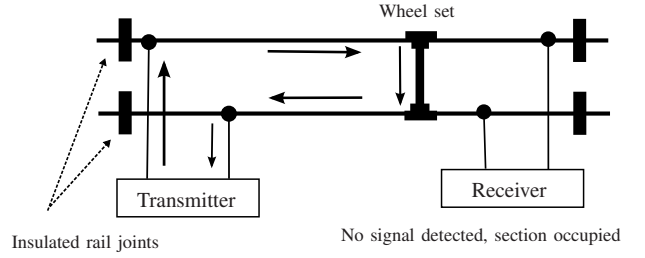 Wheel set
Transmitter
Receiver
Insulated rail joints
No signal detected, section occupied